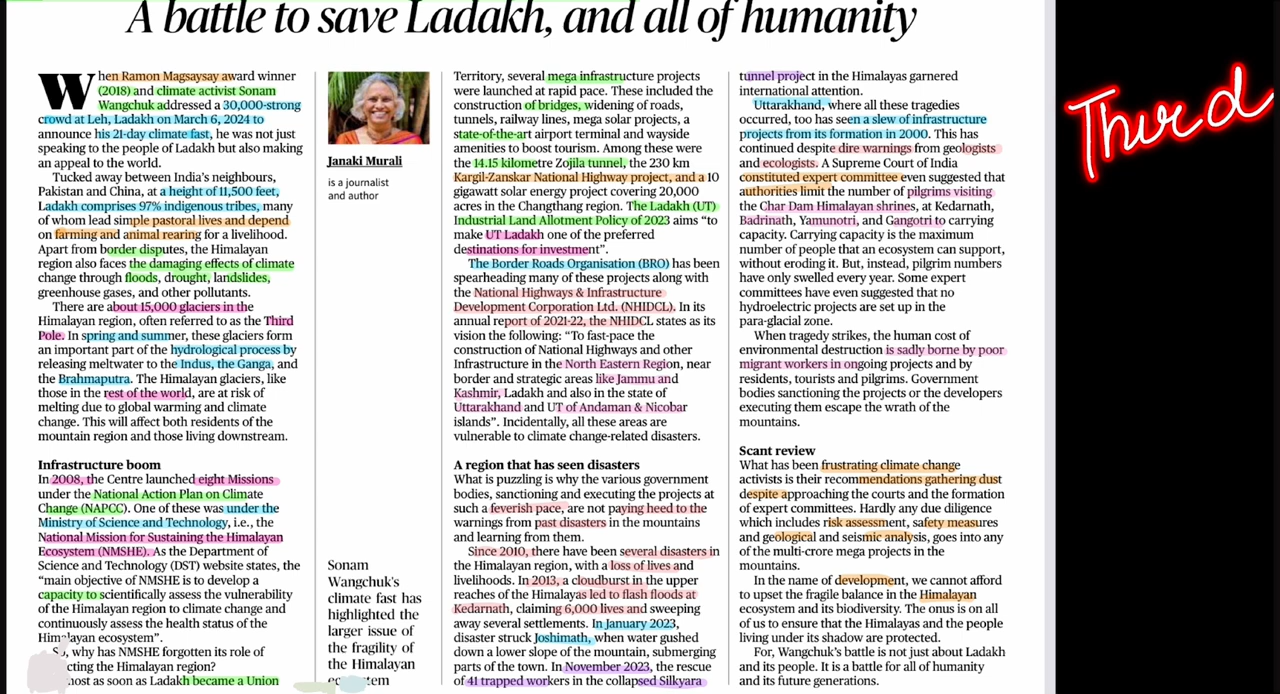 A battle to save Ladakh, and all of humanity
When Ramon Magsaysay award winner
(2018) and climate activist Sonam
Wangchuk addressed a 30,000-strong
crowd at Leh, Ladakh on March 6, 2024 to
announce his 21-day climate fast, he was not just
speaking to the people of Ladakh but also making
an appeal to the world.
Tucked away between India's neighbours,
Pakistan and China, at a height of 11,500 feet,
Ladakh comprises 97% indigenous tribes, many
of whom lead simple pastoral lives and depend
on farming and animal rearing for a livelihood.
Apart from border disputes, the Himalayan
region also faces the damaging effects of climate
change through floods, drought, landslides,
greenhouse gases, and other pollutants.
There are about 15,000 glaciers in the
Himalayan region, often referred to as the Third
Pole. In spring and summer, these glaciers form
an important part of the hydrological process by
releasing meltwater to the Indus, the Ganga, and
the Brahmaputra. The Himalayan glaciers, like
those in the rest of the world, are at risk of
melting due to global warming and climate
change. This will affect both residents of the
mountain region and those living downstream.
Infrastructure boom
In 2008, the Centre launched eight Missions
under the National Action Plan on Climate
Change (NAPCC). One of these was under the
Ministry of Science and Technology, i.e., the
National Mission for Sustaining the Himalayan
Ecosystem (NMSHE). As the Department of
Science and Technology (DST) website states, the
"main objective of NMSHE is to develop a
capacity to scientifically assess the vulnerability
of the Himalayan region to climate change and
continuously assess the health status of the
Himalayan ecosystem".
So, why has NMSHE forgotten its role of
cting the Himalayan region?
most as soon as Ladakh became a Union
Janaki Murali
is a journalist
and author
Sonam
Wangchuk's
climate fast has
highlighted the
larger issue of
the fragility of
the Himalayan
ecosystem
Territory, several mega infrastructure projects
were launched at rapid pace. These included the
construction of bridges, widening of roads,
tunnels, railway lines, mega solar projects, a
state-of-the-art airport terminal and wayside
amenities to boost tourism. Among these were
the 14.15 kilometre Zojila tunnel, the 230 km
Kargil-Zanskar National Highway project, and a 10
gigawatt solar energy project covering 20,000
acres in the Changthang region. The Ladakh (UT)
Industrial Land Allotment Policy of 2023 aims "to
make UT Ladakh one of the preferred
destinations for investment".
The Border Roads Organisation (BRO) has been
spearheading many of these projects along with
the National Highways & Infrastructure
Development Corporation Ltd. (NHIDCL). In its
annual report of 2021-22, the NHIDCL states as its
vision the following: "To fast-pace the
construction of National Highways and other
Infrastructure in the North Eastern Region, near
border and strategic areas like Jammu and
Kashmir, Ladakh and also in the state of
Uttarakhand and UT of Andaman & Nicobar
islands". Incidentally, all these areas are
vulnerable to climate change-related disasters.
A region that has seen disasters
What is puzzling is why the various government
bodies, sanctioning and executing the projects at
such a feverish pace, are not paying heed to the
warnings from past disasters in the mountains
and learning from them.
Since 2010, there have been several disasters in
the Himalayan region, with a loss of lives and
livelihoods. In 2013, a cloudburst in the upper
reaches of the Himalayas led to flash floods at
Kedarnath, claiming 6,000 lives and sweeping
away several settlements. In January 2023,
disaster struck Joshimath, when water gushed
down a lower slope of the mountain, submerging
parts of the town. In November 2023, the rescue
of 41 trapped workers in the collapsed Silkyara
tunnel project in the Himalayas garnered
international attention.
Uttarakhand, where all these tragedies
occurred, too has seen a slew of infrastructure
projects from its formation in 2000. This has
continued despite dire warnings from geologists
and ecologists. A Supreme Court of India
constituted expert committee even suggested that
authorities limit the number of pilgrims visiting
the Char Dam Himalayan shrines, at Kedarnath,
Badrinath, Yamunotri, and Gangotri to carrying
capacity. Carrying capacity is the maximum
number of people that an ecosystem can support,
without eroding it. But, instead, pilgrim numbers
have only swelled every year. Some expert
committees have even suggested that no
hydroelectric projects are set up in the
para-glacial zone.
When tragedy strikes, the human cost of
environmental destruction is sadly borne by poor
migrant workers in ongoing projects and by
residents, tourists and pilgrims. Government
bodies sanctioning the projects or the developers
executing them escape the wrath of the
mountains.
Scant review
What has been frustrating climate change
activists is their recommendations gathering dust
despite approaching the courts and the formation
of expert committees. Hardly any due diligence
which includes risk assessment, safety measures
and geological and seismic analysis, goes into any
of the multi-crore mega projects in the
mountains.
In the name of development, we cannot afford
to upset the fragile balance in the Himalayan
ecosystem and its biodiversity. The onus is on all
of us to ensure that the Himalayas and the people
living under its shadow are protected.
For, Wangchuk's battle is not just about Ladakh
and its people. It is a battle for all of humanity
and its future generations.
Third